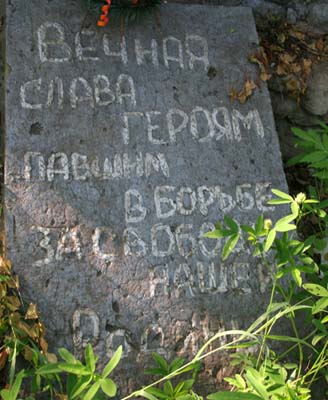 Вечная
слава
героям
павшим
в борьбе
за свободу
нашей